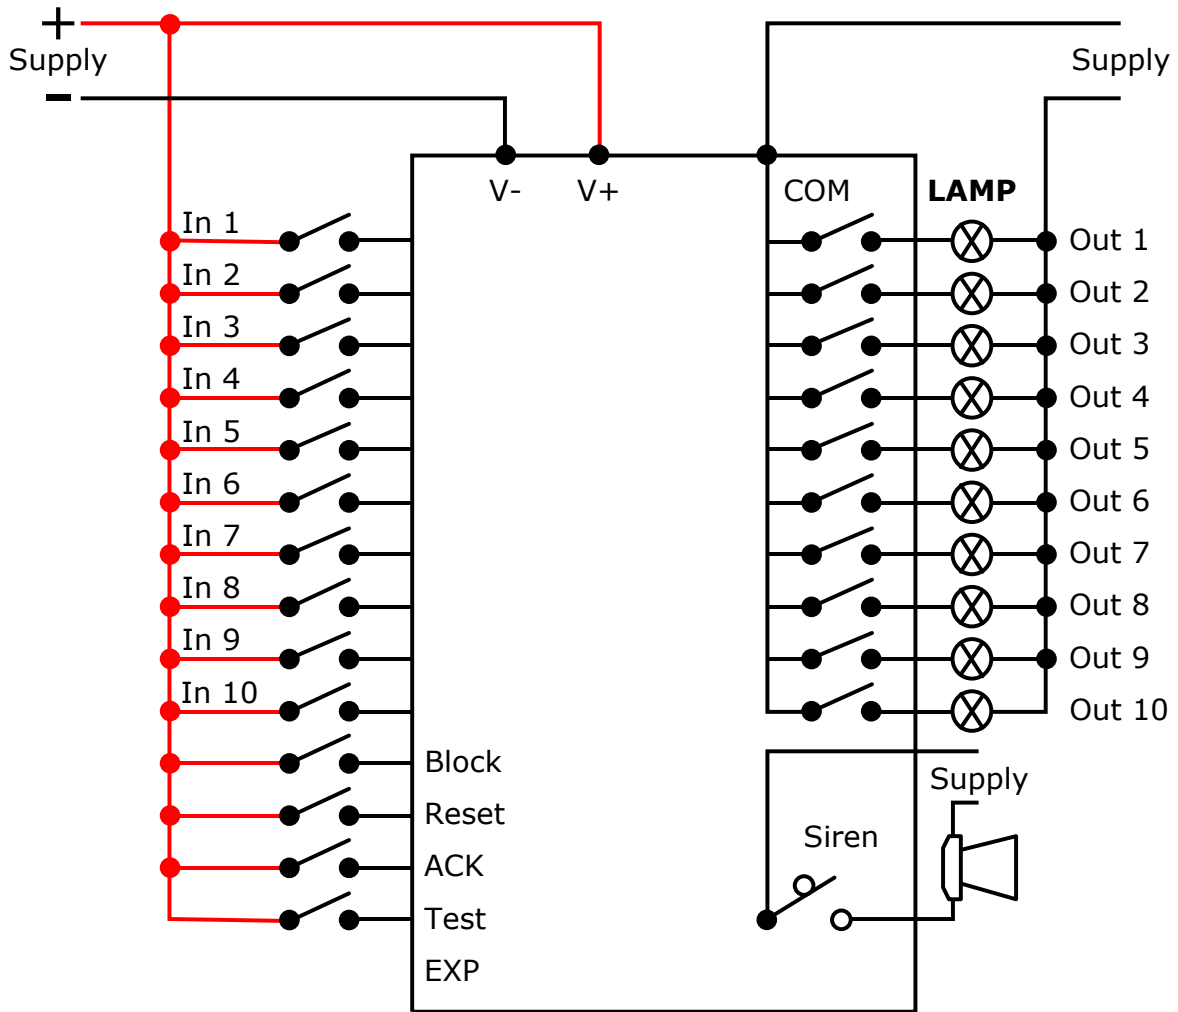 +
Supply
-
Supply
V-
V+
COM
LAMP
In 1
Out 1
In 2
Out 2
In 3
Out 3
In 4
Out 4
In 5
Out 5
In 6
Out 6
In 7
Out 7
In 8
Out 8
In 9
Out 9
In 10
Out 10
Block
Supply
Reset
Siren
ACK
Test
EXP